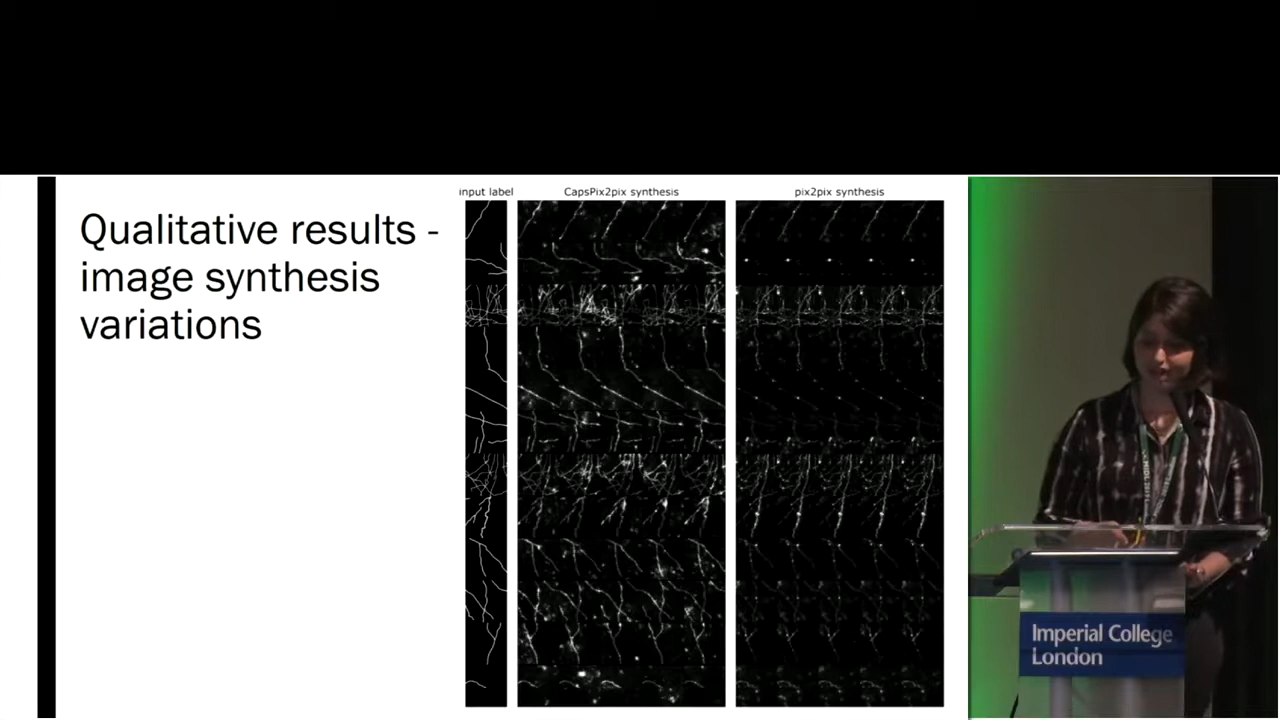 input label
CapsPix2pix synthesis
pix2pix synthesis
Qualitative results -
image synthesis
variations
Imperial College
London